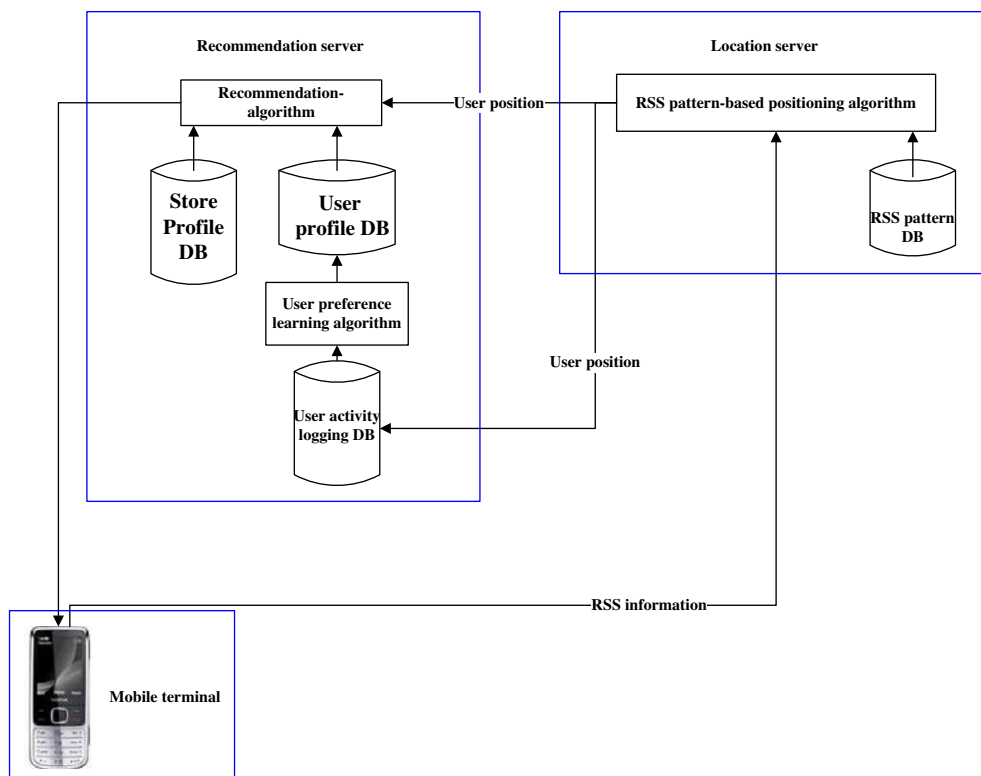 Recommendation server
Location server
Recommendation-
algorithm
User position
RSS pattern-based positioning algorithm
Store
Profile
DB
User
profile DB
RSS pattern
DB
User preference
learning algorithm
User position
User activity
logging DB
RSS information
Mobile terminal